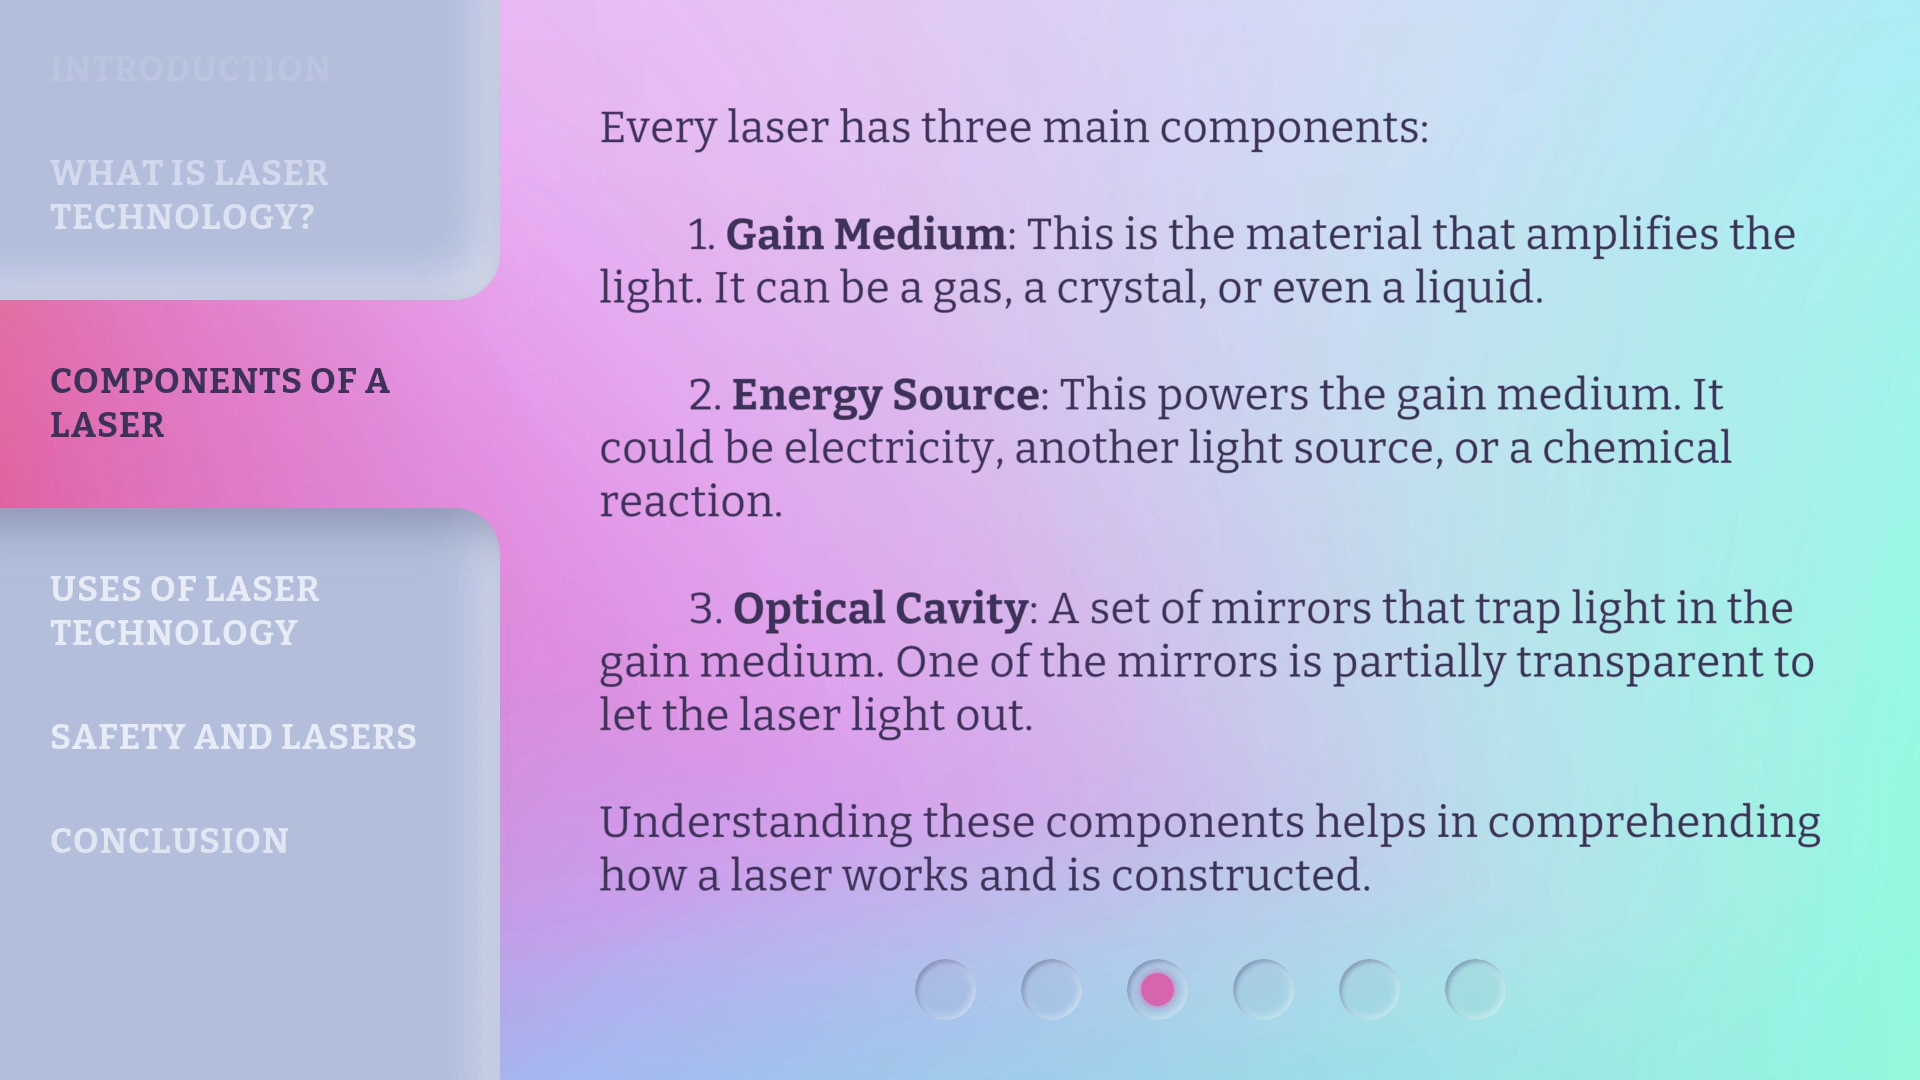 INTRODUCTION
WHAT IS LASER
TECHNOLOGY?
COMPONENTS OF A
LASER
USES OF LASER
TECHNOLOGY
SAFETY AND LASERS
CONCLUSION
Every laser has three main components:
1. Gain Medium: This is the material that amplifies the
light. It can be a gas, a crystal, or even a liquid.
2. Energy Source: This powers the gain medium. It
could be electricity, another light source, or a chemical
reaction.
3. Optical Cavity: A set of mirrors that trap light in the
gain medium. One of the mirrors is partially transparent to
let the laser light out.
Understanding these components helps in comprehending
how a laser works and is constructed.